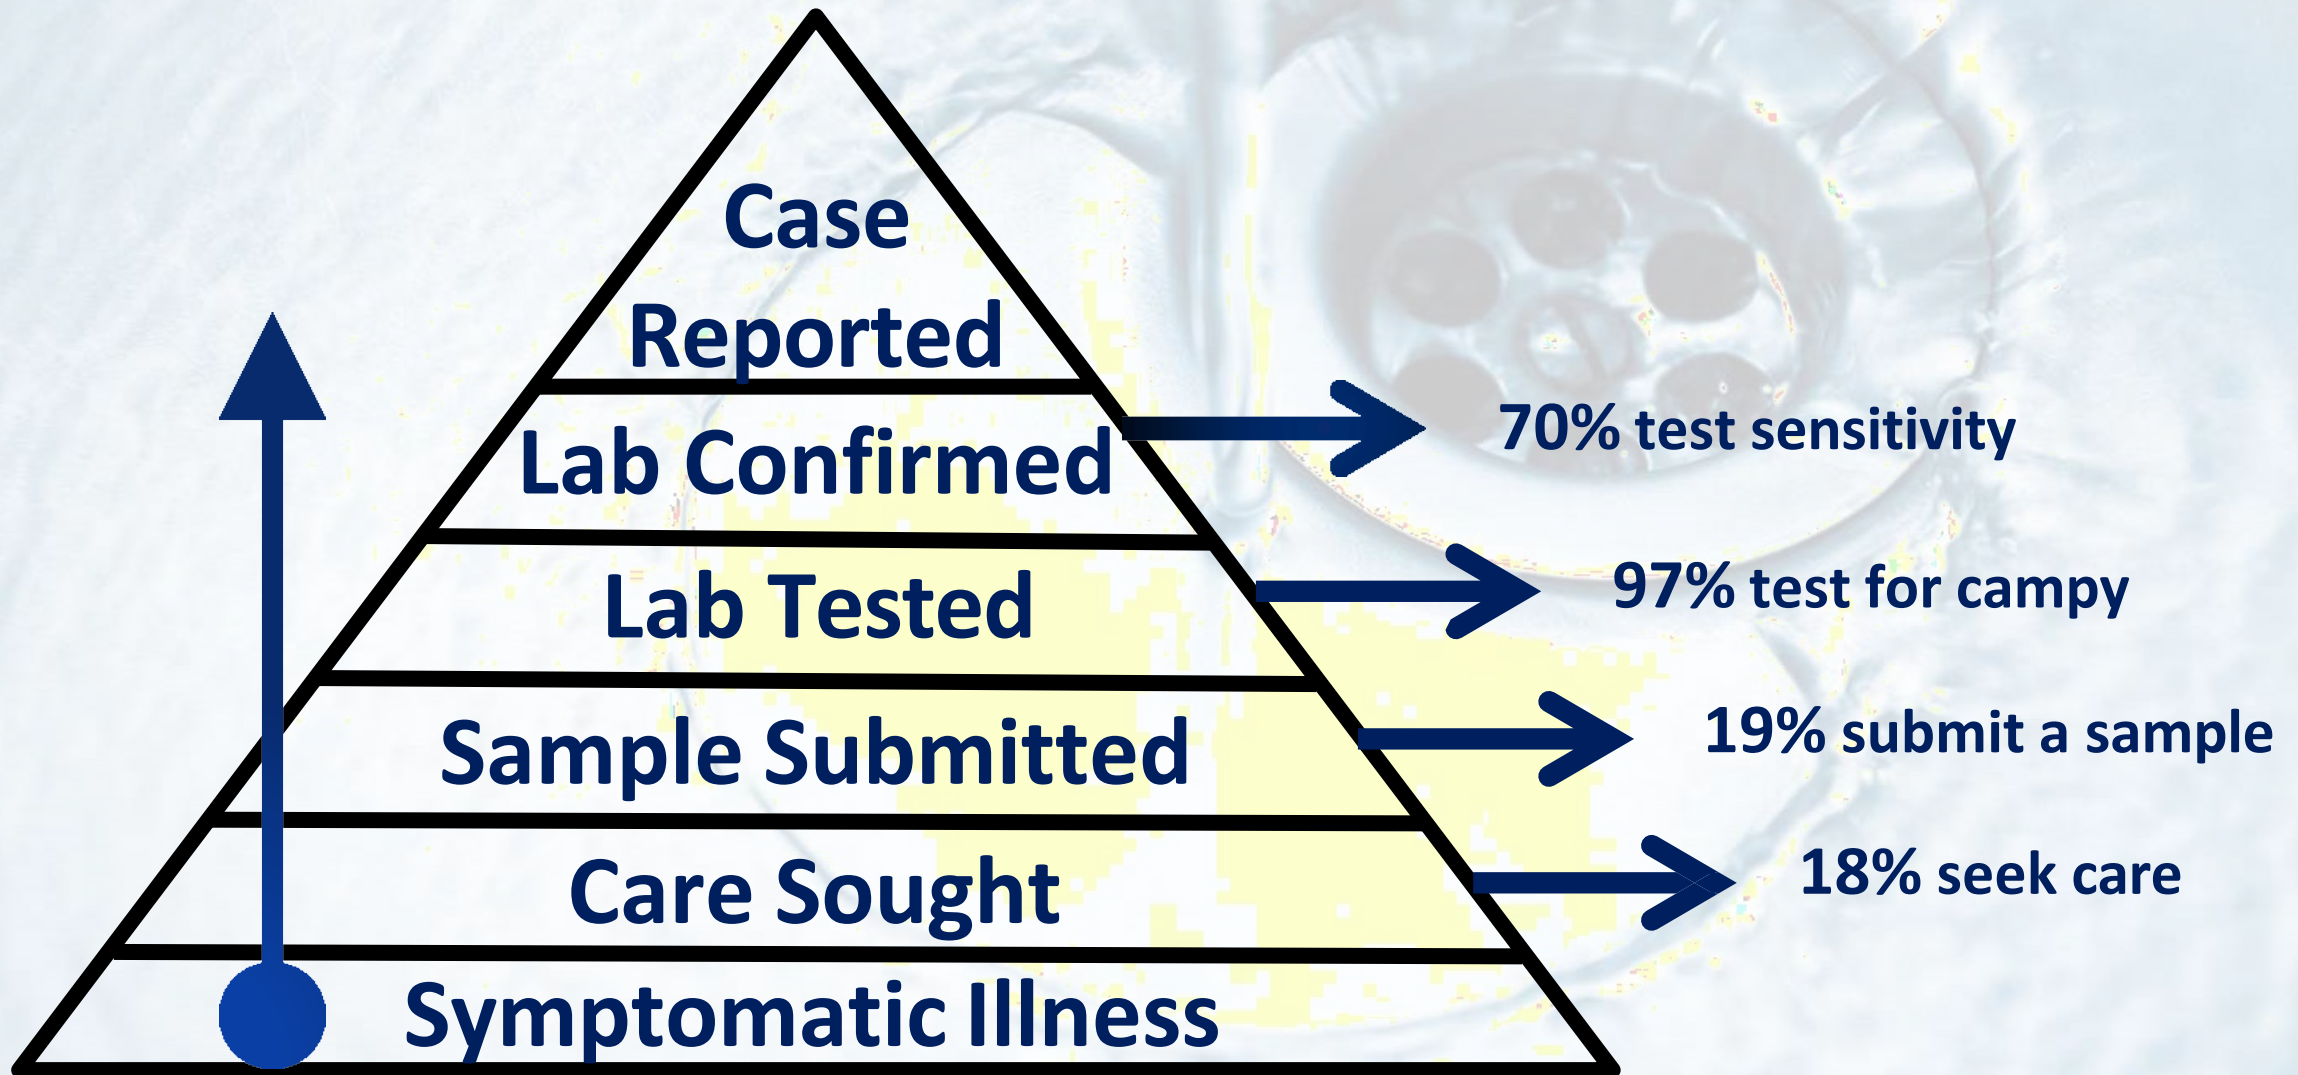 Case
Reported
Lab Confirmed
70% test sensitivity
Lab Tested
97% test for campy
Sample Submitted
19% submit a sample
Care Sought
18% seek care
Symptomatic Illness